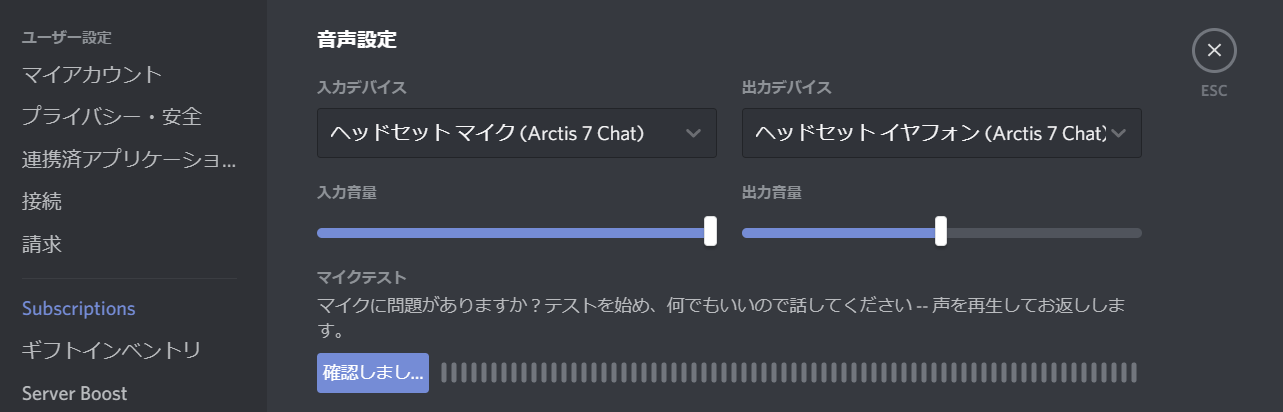 ユーザー設定
マイアカウント
プライバシー・安全
連携済アプリケーショ...
接続
請求
Subscriptions
ギフトインベントリ
Server Boost
音声設定
入力デバイス
ヘッドセット マイク (Arctis 7 Chat)
出力デバイス
ヘッドセット イヤフォン (Arctis 7 Chat)
入力音量
出力音量
マイクテスト
マイクに問題がありますか？テストを始め、何でもいいので話してください -- 声を再生してお返ししま
す。
確認しまし...
ESC